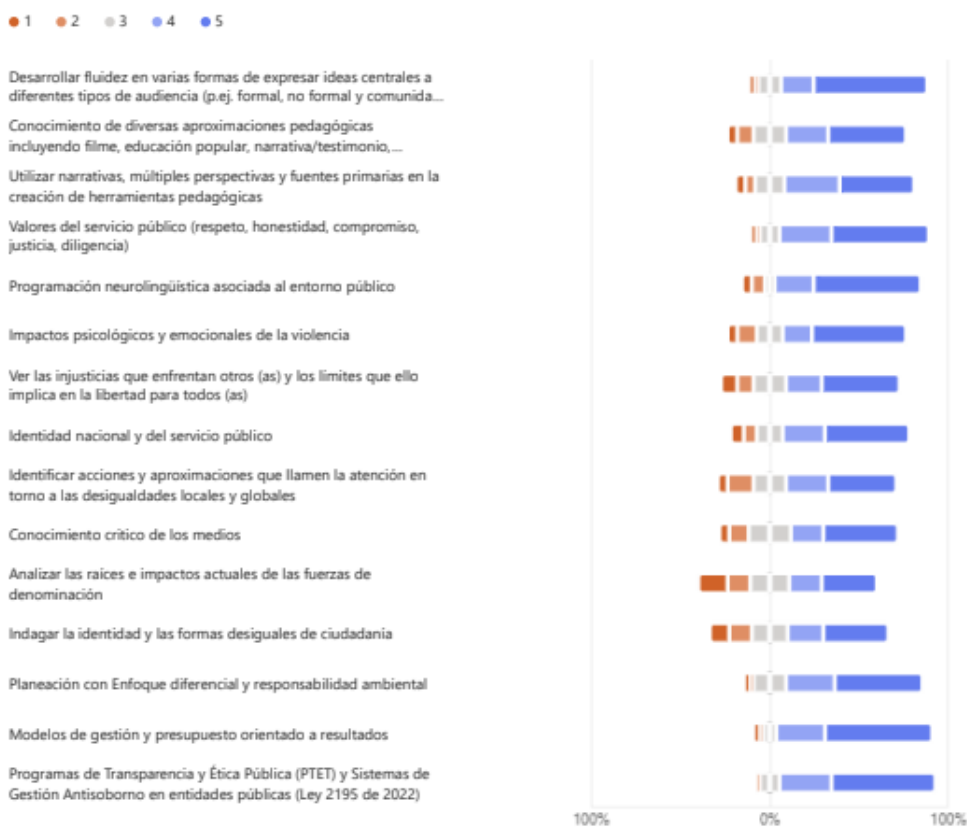 1 2 3 4 5
Desarrollar fluidez en varias formas de expresar ideas centrales a
diferentes tipos de audiencia (p.ej. formal, no formal y comunida...
Conocimiento de diversas aproximaciones pedagógicas
incluyendo filme, educación popular, narrativa/testimonio,...
Utilizar narrativas, múltiples perspectivas y fuentes primarias en la
creación de herramientas pedagógicas
Valores del servicio público (respeto, honestidad, compromiso,
justicia, diligencia)
Programación neurolingüística asociada al entorno público
Impactos psicológicos y emocionales de la violencia
Ver las injusticias que enfrentan otros (as) y los límites que ello
implica en la libertad para todos (as)
Identidad nacional y del servicio público
Identificar acciones y aproximaciones que llamen la atención en
torno a las desigualdades locales y globales
Conocimiento crítico de los medios
Analizar las raíces e impactos actuales de las fuerzas de
denominación
Indagar la identidad y las formas desiguales de ciudadanía
Planeación con Enfoque diferencial y responsabilidad ambiental
Modelos de gestión y presupuesto orientado a resultados
Programas de Transparencia y Ética Pública (PTET) y Sistemas de
Gestión Antisoborno en entidades públicas (Ley 2195 de 2022)
100% 0% 100%